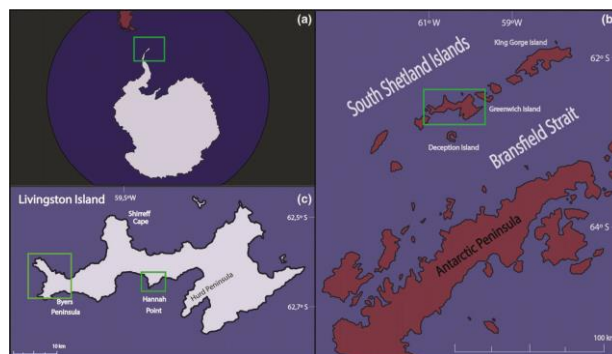 (a)
(b)
61° W
59° W
King Gorge Island
62° S
South Shetland Islands
Greenwich Island
Deception Island
Bransfield Strait
64° S
Antarctic Peninsula
100 km
(c)
Livingston Island
59,5°W
Shirreff
Cape
62,5° S
Byers
Peninsula
Hannah
Point
Hurd Peninsula
62,7° S
10 km